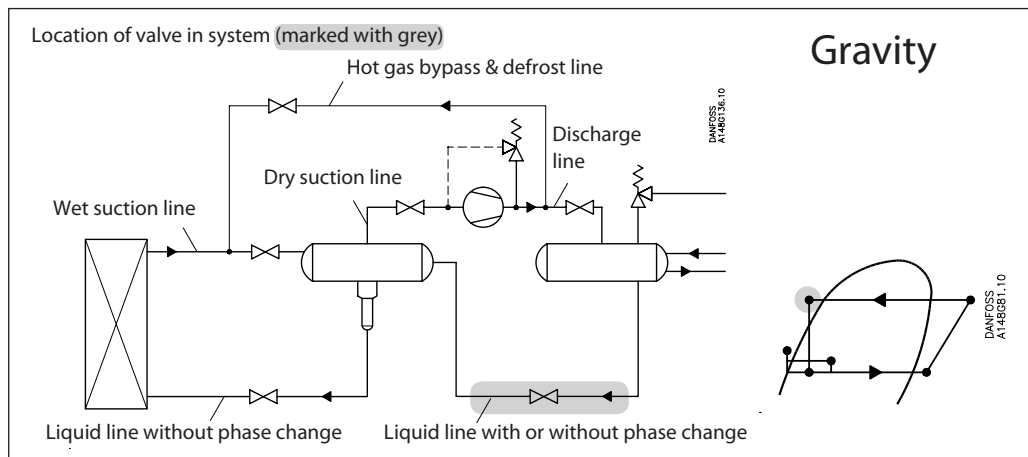 Location of valve in system (marked with grey)
Gravity
Hot gas bypass & defrost line
DANFOSS
A148G136.10
Discharge
line
Dry suction line
Wet suction line
DANFOSS
A148G81.10
Liquid line without phase change
Liquid line with or without phase change